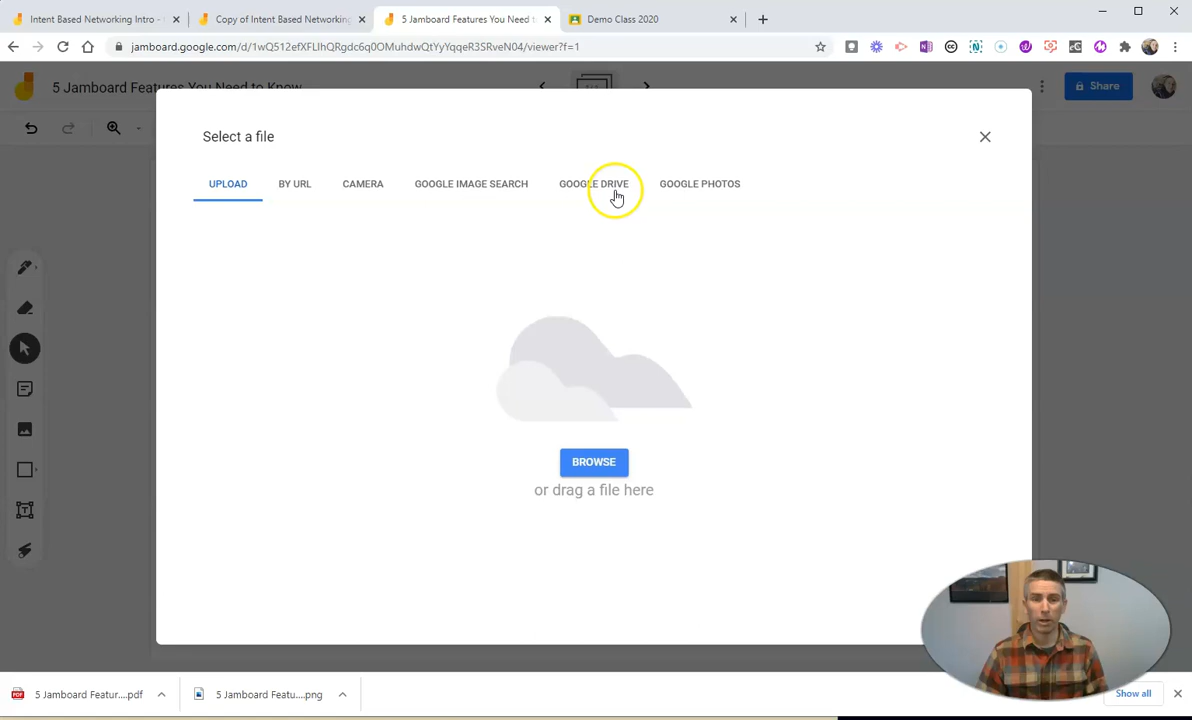 Intent Based Networking Intro -
Copy of Intent Based Networking
5 Jamboard Features You Need to
Demo Class 2020
jamboard.google.com/d/1wQ512efXFLIhQRgdc6q0OMuhdwQtYyYqqeR3SRveN04/viewer?f=1
5 Jamboard Features You Need to Know
Share
Select a file
UPLOAD
BY URL
CAMERA
GOOGLE IMAGE SEARCH
GOOGLE DRIVE
GOOGLE PHOTOS
BROWSE
or drag a file here
5 Jamboard Featur....pdf
5 Jamboard Featu....png
Show all